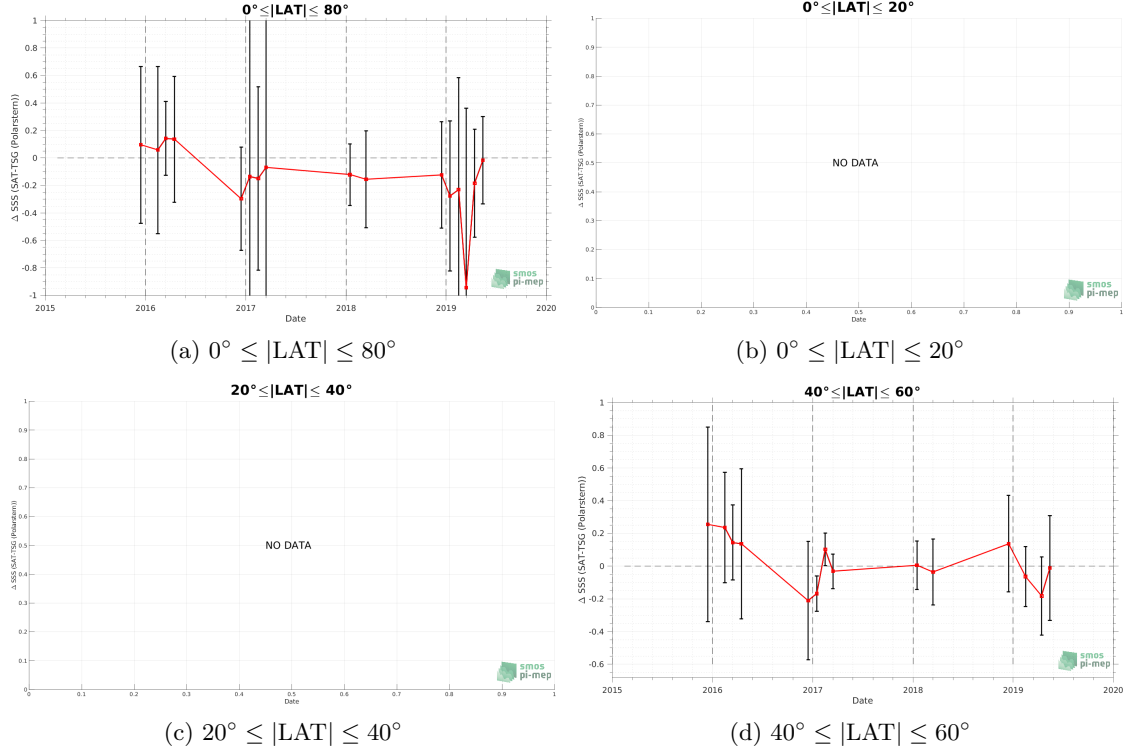 0°≤|LAT|≤ 80°
Δ SSS (SAT-TSG (Polarstern))
1
0.8
0.6
0.4
0.2
0
-0.2
-0.4
-0.6
-0.8
-1
2015 2016 2017 2018 2019 2020
Date
smos
pi-mep
(a) 0° ≤ |LAT| ≤ 80°
0°≤|LAT|≤ 20°
Δ SSS (SAT-TSG (Polarstern))
1
0.9
0.8
0.7
0.6
0.5
0.4
0.3
0.2
0.1
0
NO DATA
0 0.1 0.2 0.3 0.4 0.5 0.6 0.7 0.8 0.9 1
Date
smos
pi-mep
(b) 0° ≤ |LAT| ≤ 20°
20°≤|LAT|≤ 40°
Δ SSS (SAT-TSG (Polarstern))
1
0.9
0.8
0.7
0.6
0.5
0.4
0.3
0.2
0.1
0
NO DATA
0 0.1 0.2 0.3 0.4 0.5 0.6 0.7 0.8 0.9 1
Date
smos
pi-mep
(c) 20° ≤ |LAT| ≤ 40°
40°≤|LAT|≤ 60°
Δ SSS (SAT-TSG (Polarstern))
1
0.8
0.6
0.4
0.2
0
-0.2
-0.4
-0.6
2015 2016 2017 2018 2019 2020
Date
smos
pi-mep
(d) 40° ≤ |LAT| ≤ 60°